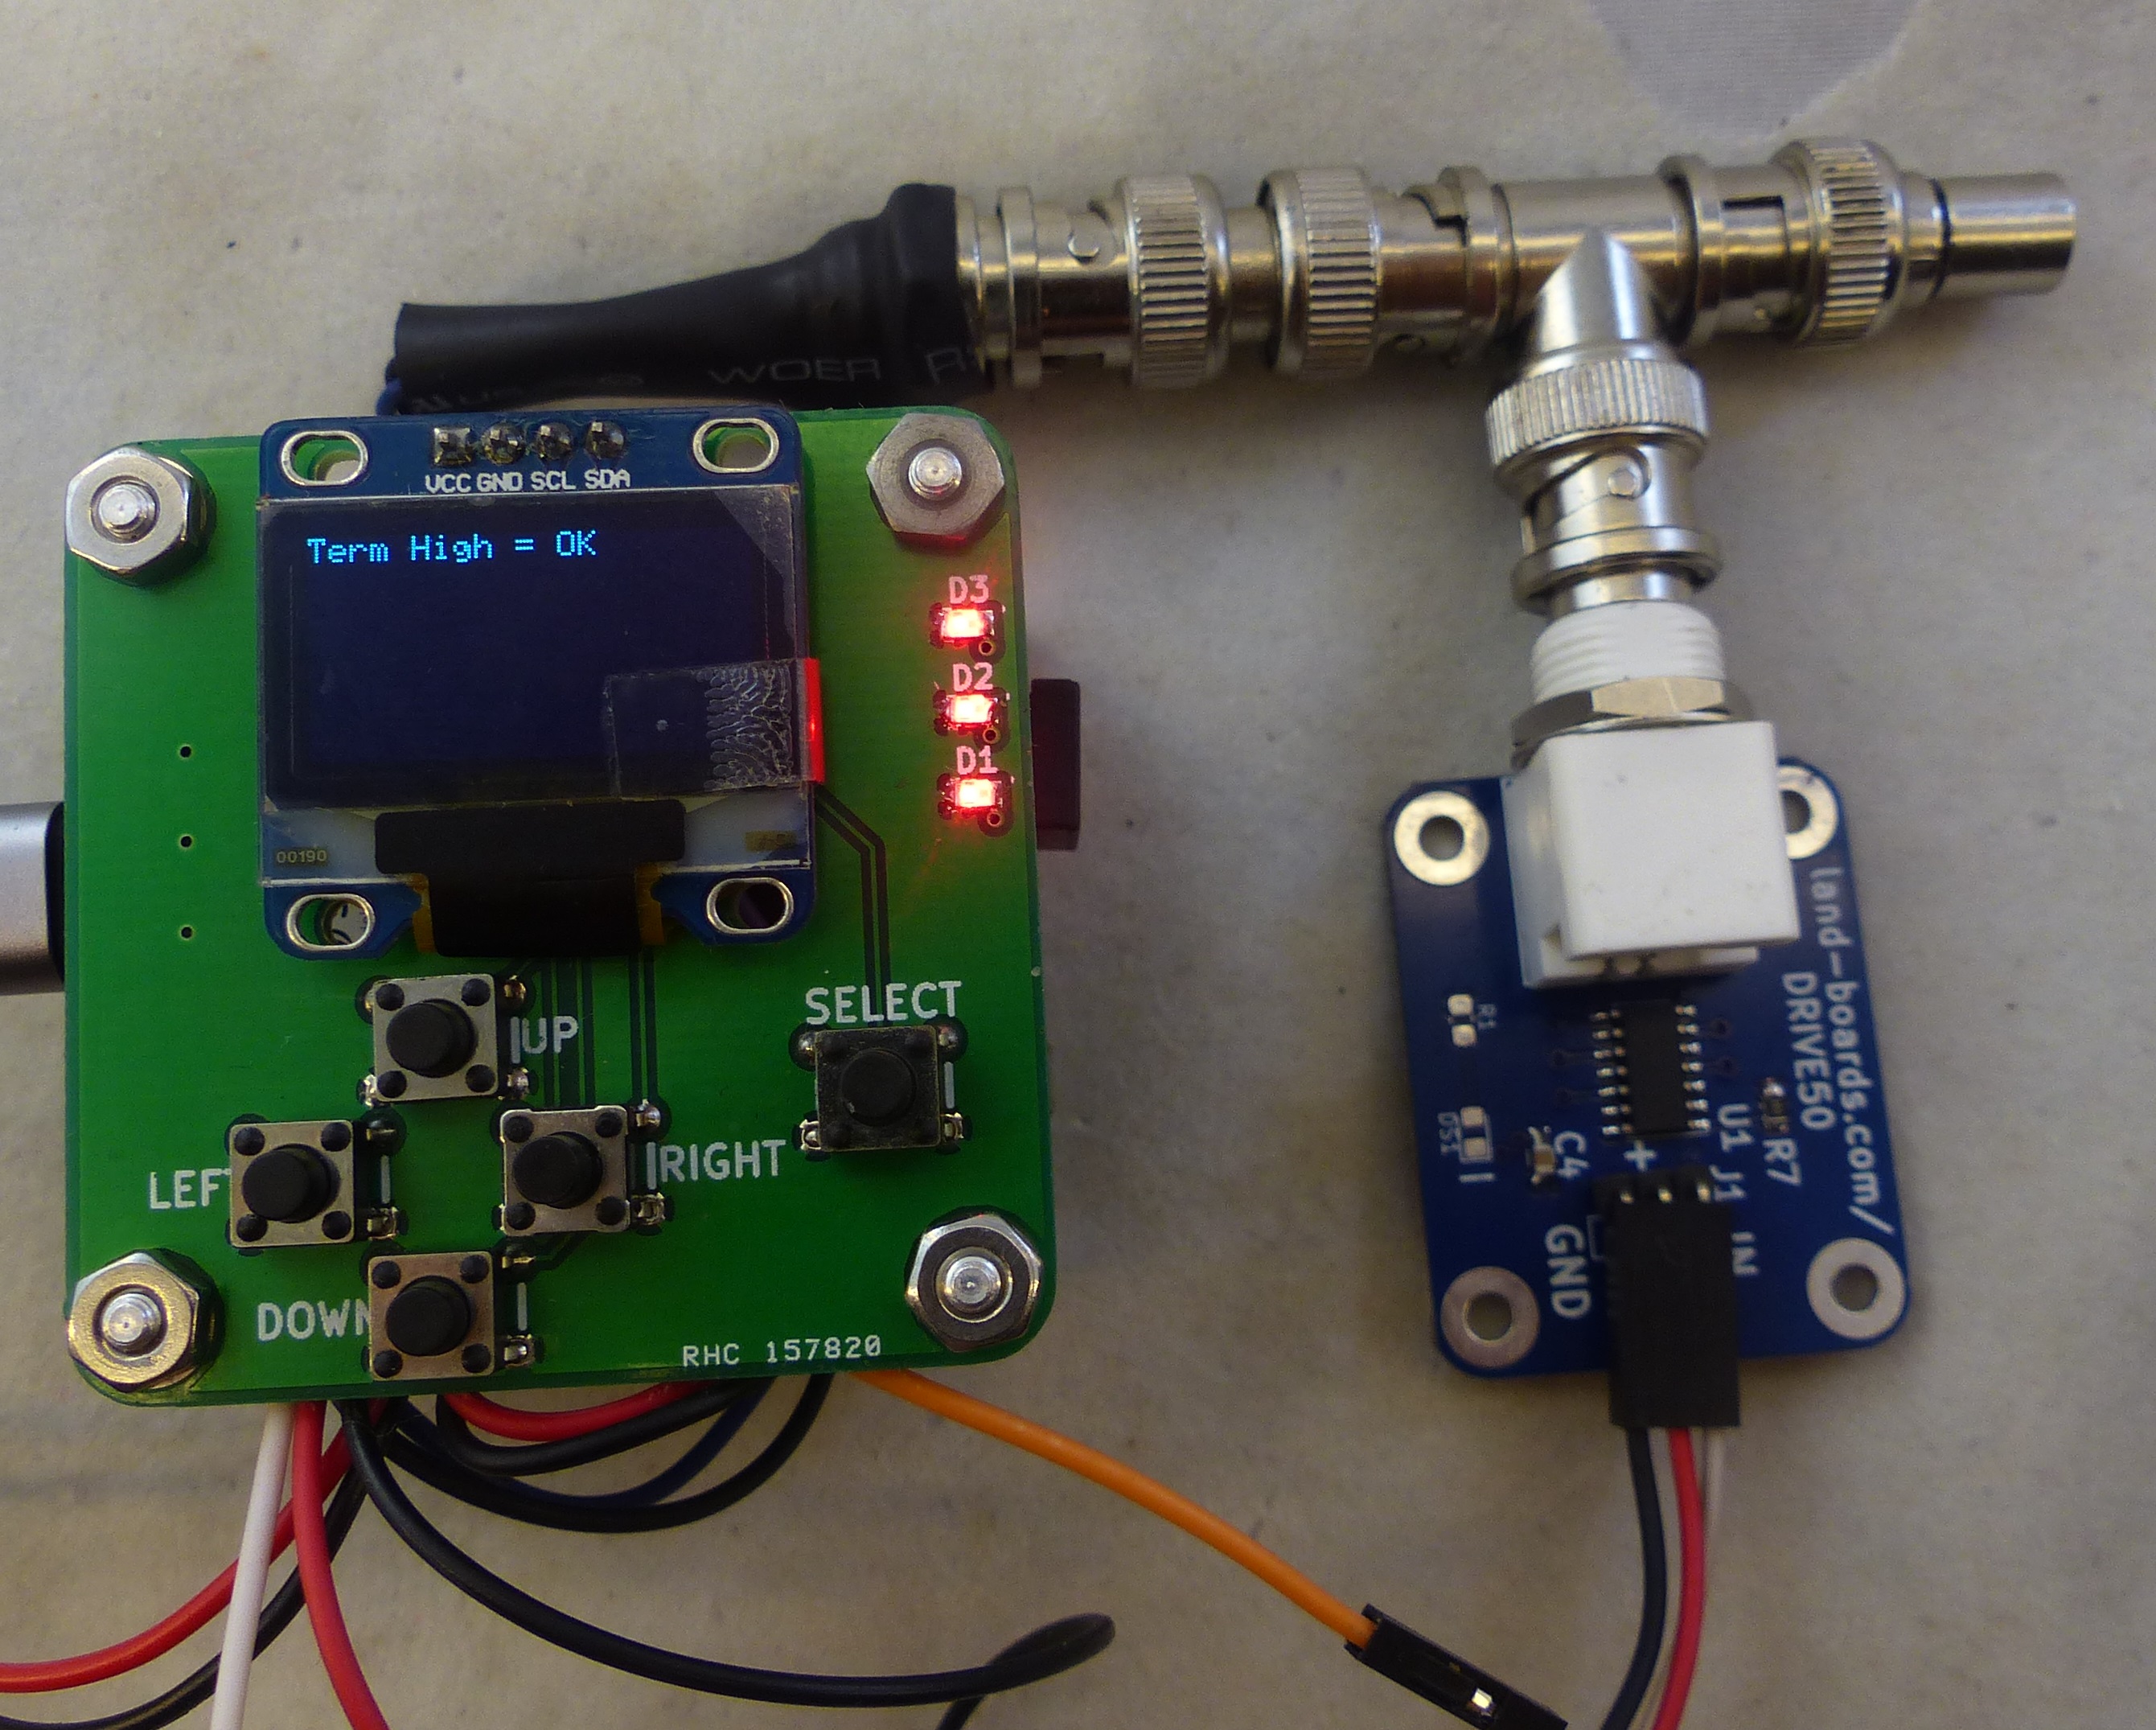 WOER
VCC GND SCL SDA
Term High = OK
D3
D2
D1
00190
SELECT
UP
LEF
RIGHT
DOWN
RHC 157820
land-boards.com/
DRIVE50
R1
DS1
C4
+
U1
R7
J1
GND
IN